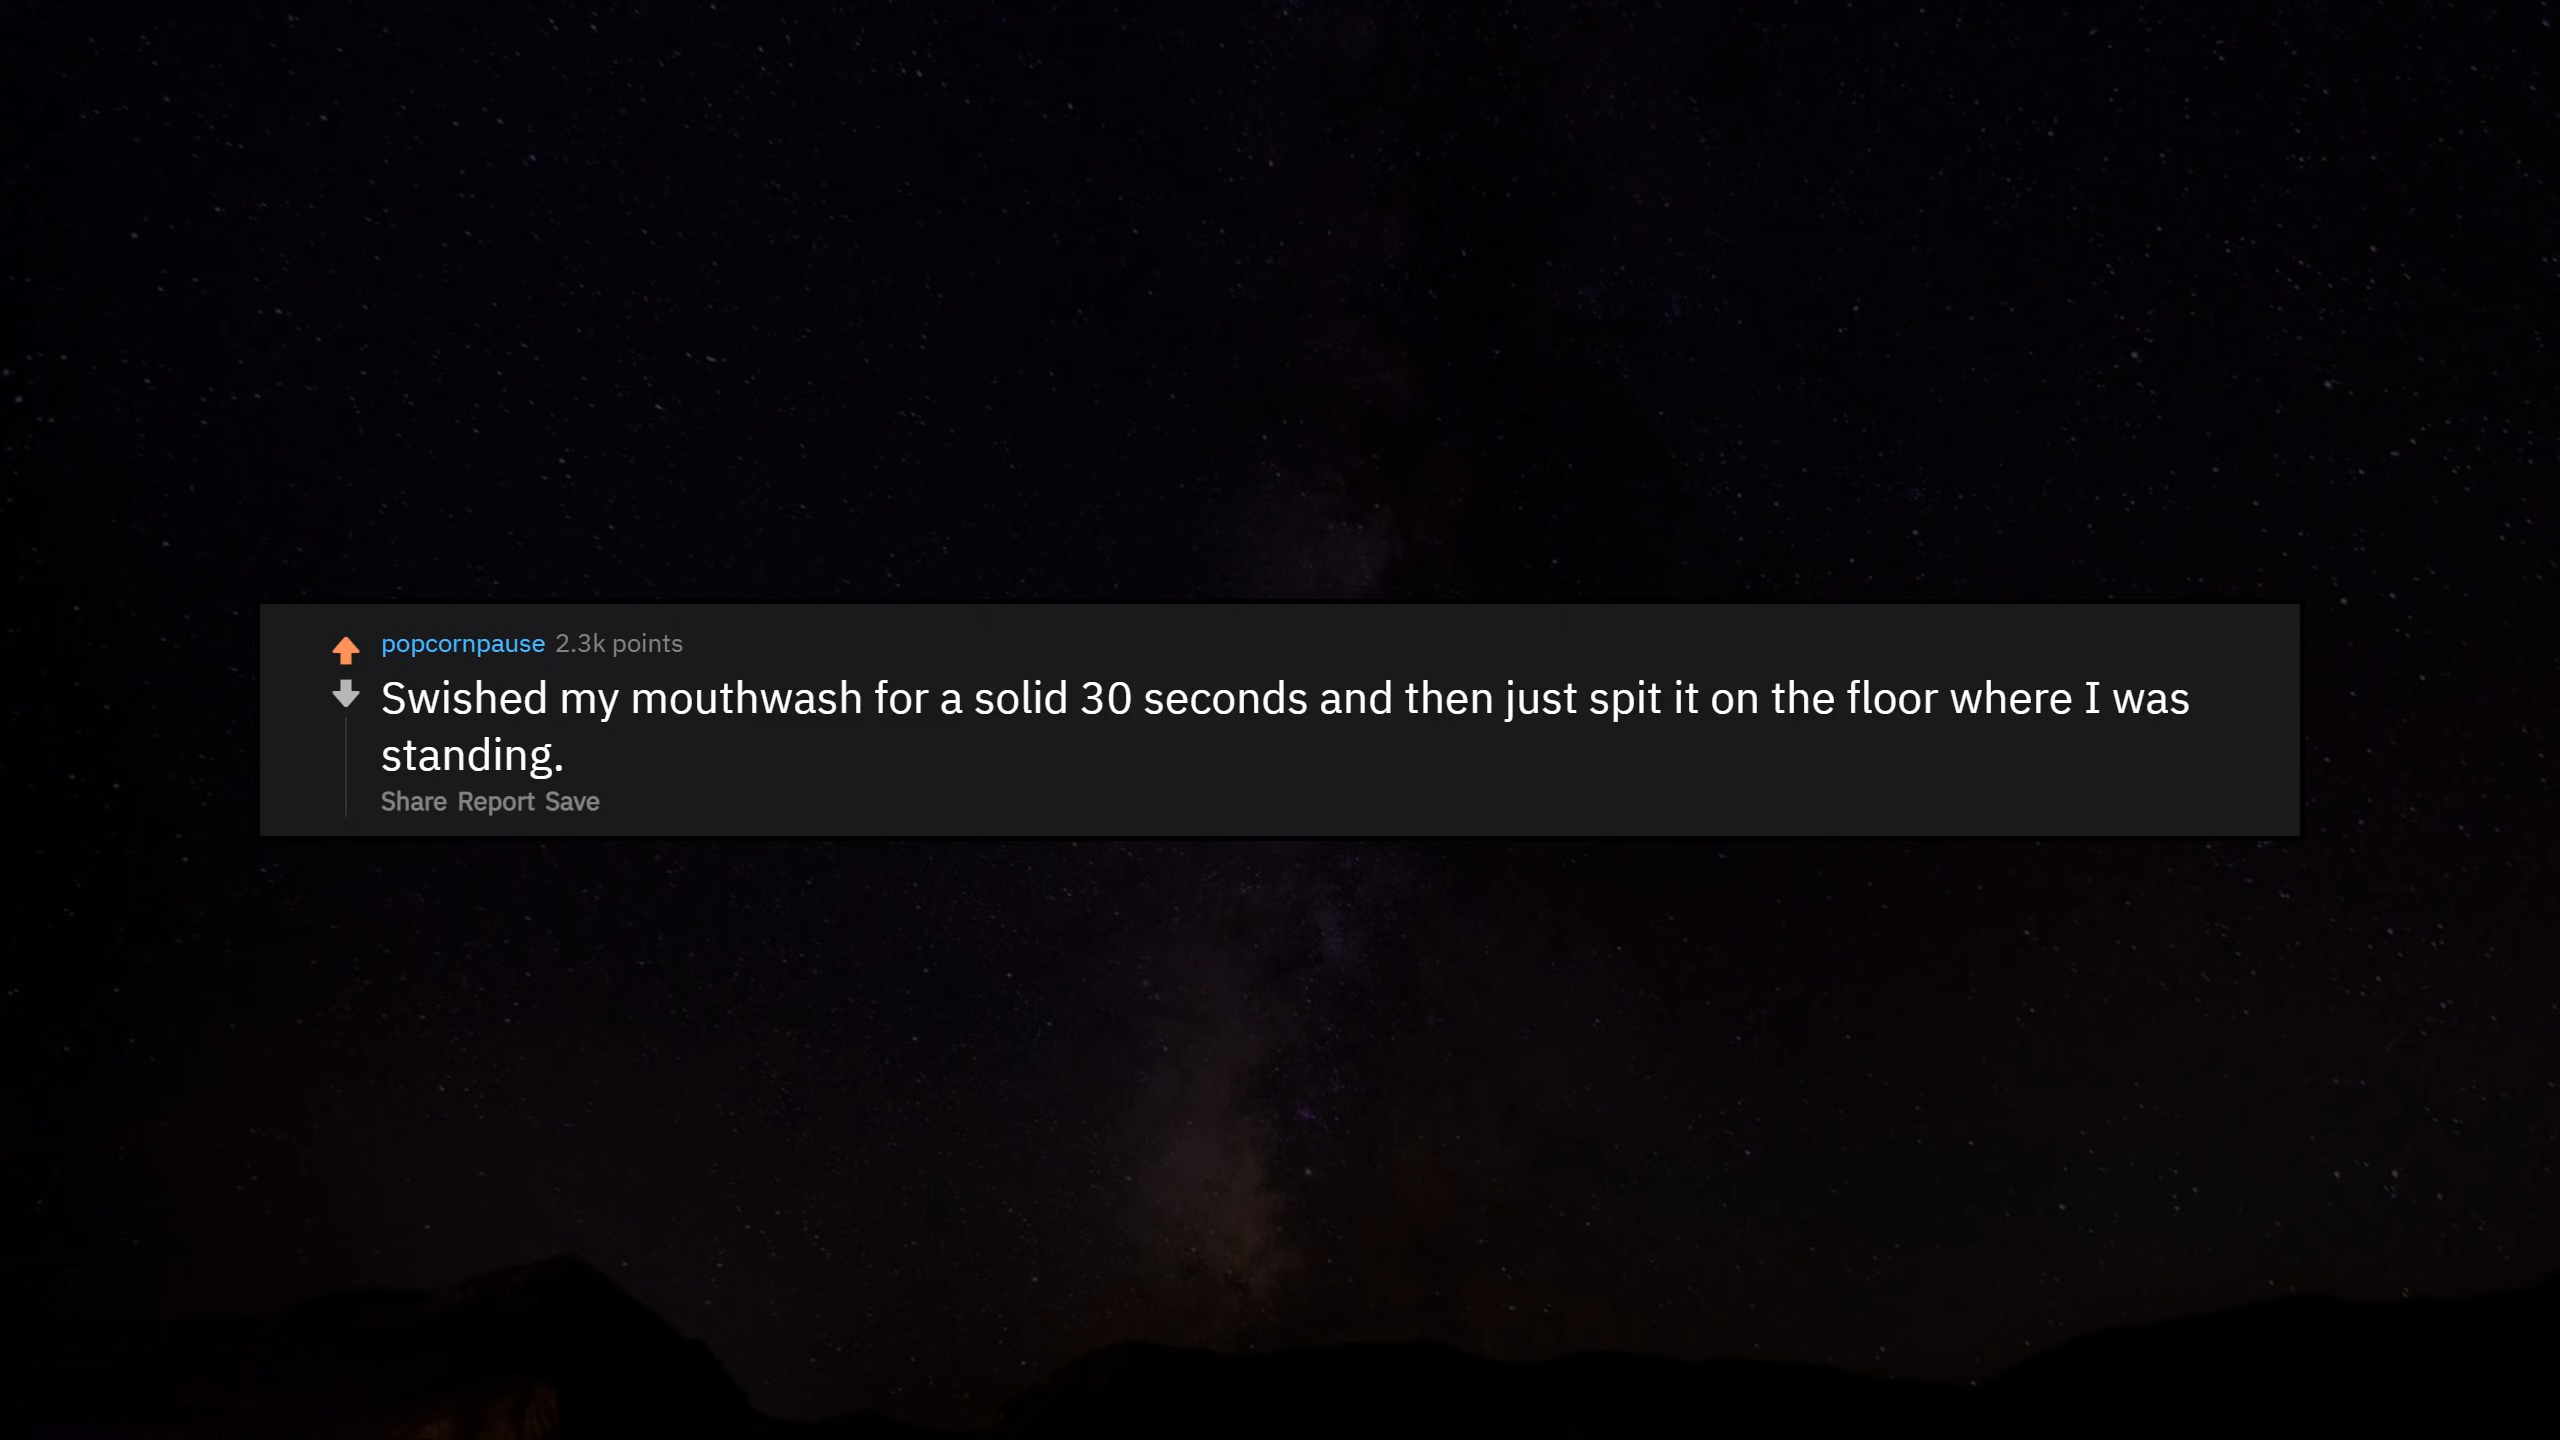 popcornpause 2.3k points
Swished my mouthwash for a solid 30 seconds and then just spit it on the floor where I was
standing.
Share Report Save